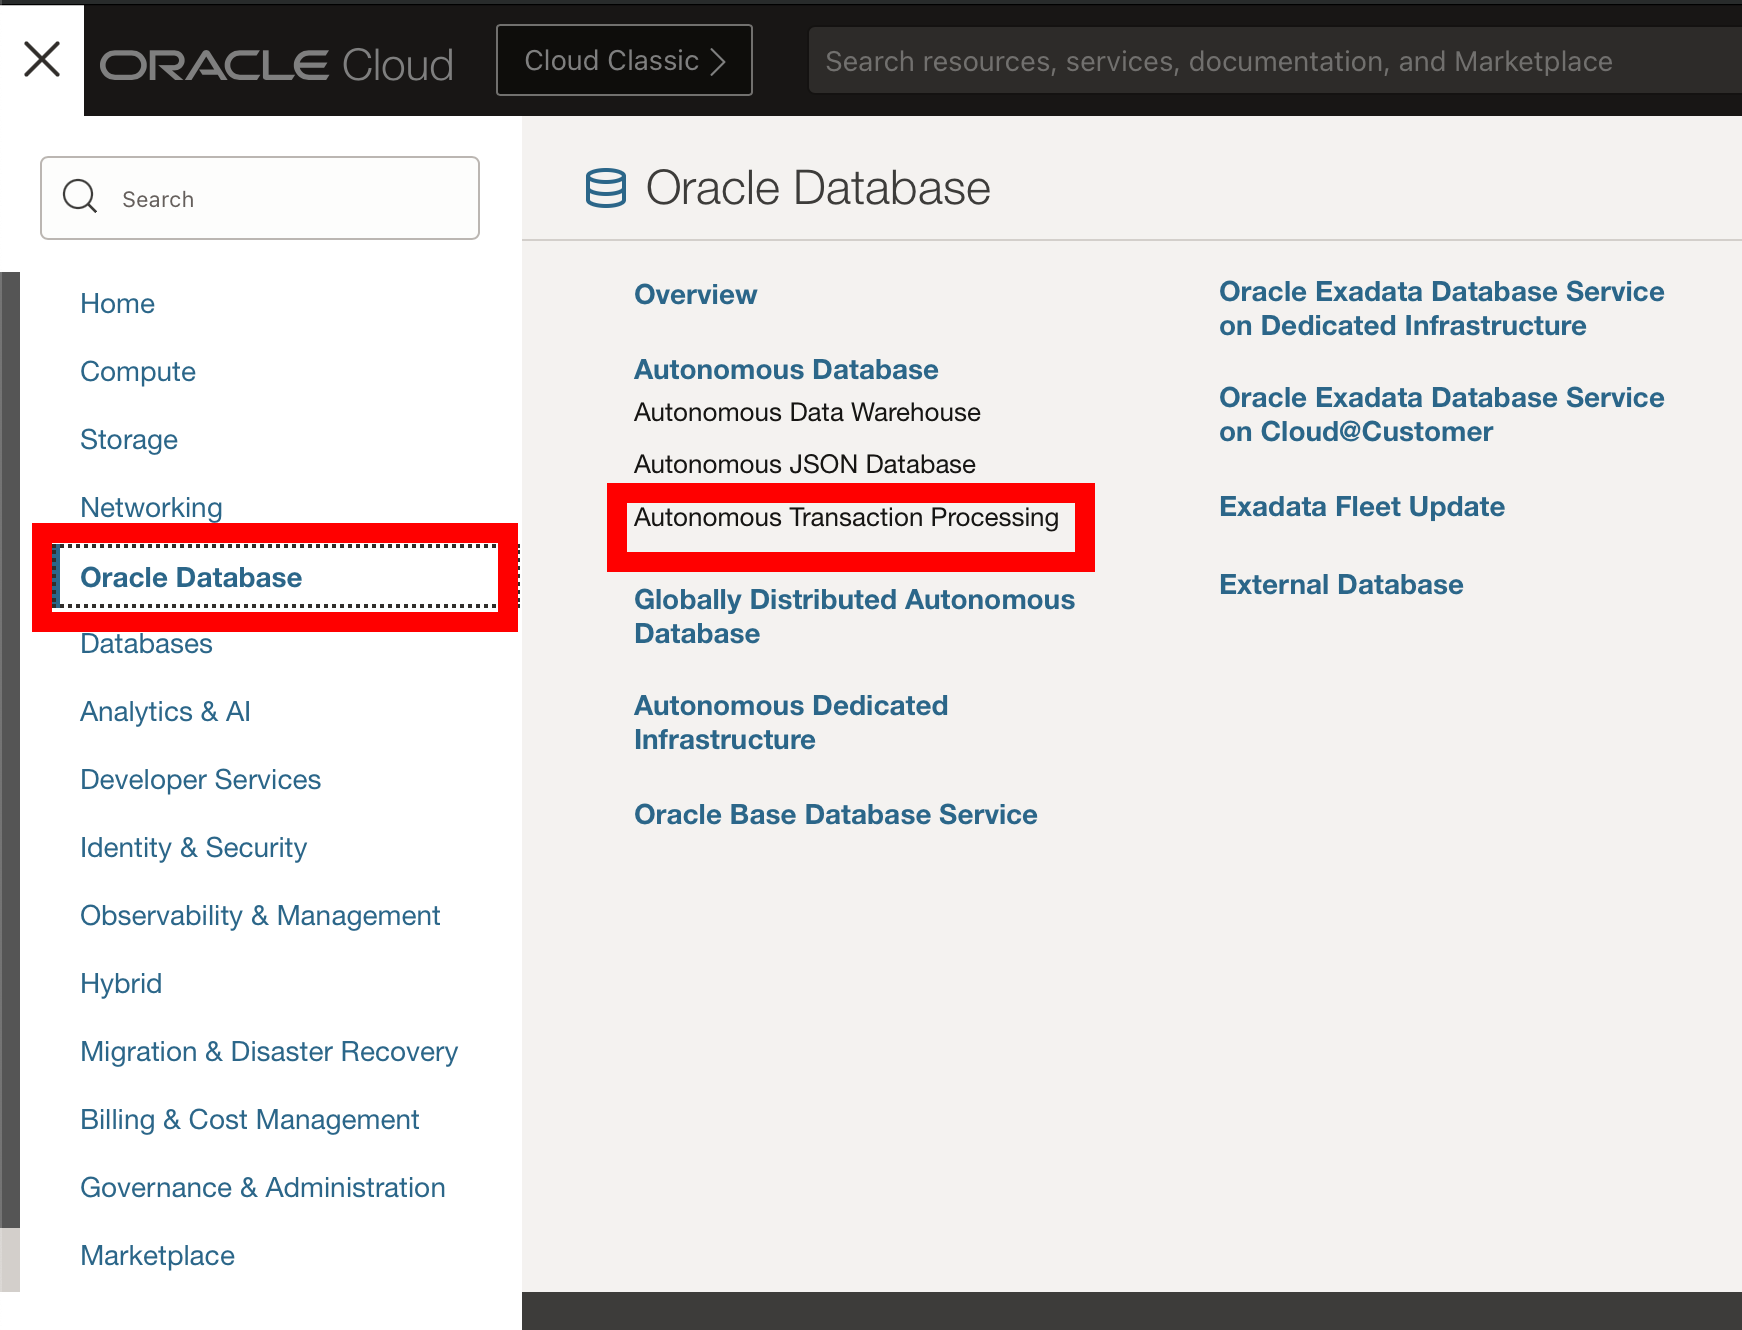 ORACLE Cloud
Cloud Classic
Search resources, services, documentation, and Marketplace
Search
Home
Compute
Storage
Networking
Oracle Database
Databases
Analytics & AI
Developer Services
Identity & Security
Observability & Management
Hybrid
Migration & Disaster Recovery
Billing & Cost Management
Governance & Administration
Marketplace
Oracle Database
Overview
Autonomous Database
Autonomous Data Warehouse
Autonomous JSON Database
Autonomous Transaction Processing
Globally Distributed Autonomous
Database
Autonomous Dedicated
Infrastructure
Oracle Base Database Service
Oracle Exadata Database Service
on Dedicated Infrastructure
Oracle Exadata Database Service
on Cloud@Customer
Exadata Fleet Update
External Database